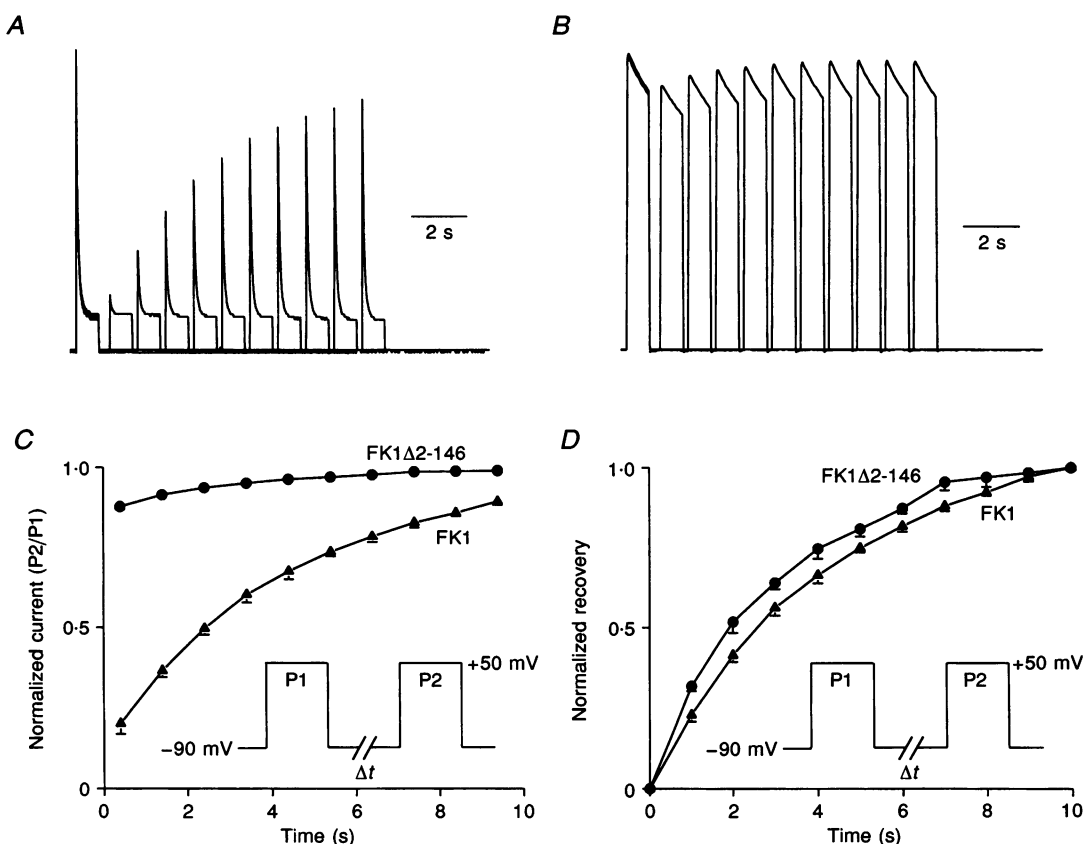 A
2 s
B
2 s
C
Normalized current (P2/P1)
1·0
0·5
0
FK1Δ2-146
FK1
P1
P2
+50 mV
−90 mV
Δt
0 2 4 6 8 10
Time (s)
D
Normalized recovery
1·0
0·5
0
FK1Δ2-146
FK1
P1
P2
+50 mV
−90 mV
Δt
0 2 4 6 8 10
Time (s)